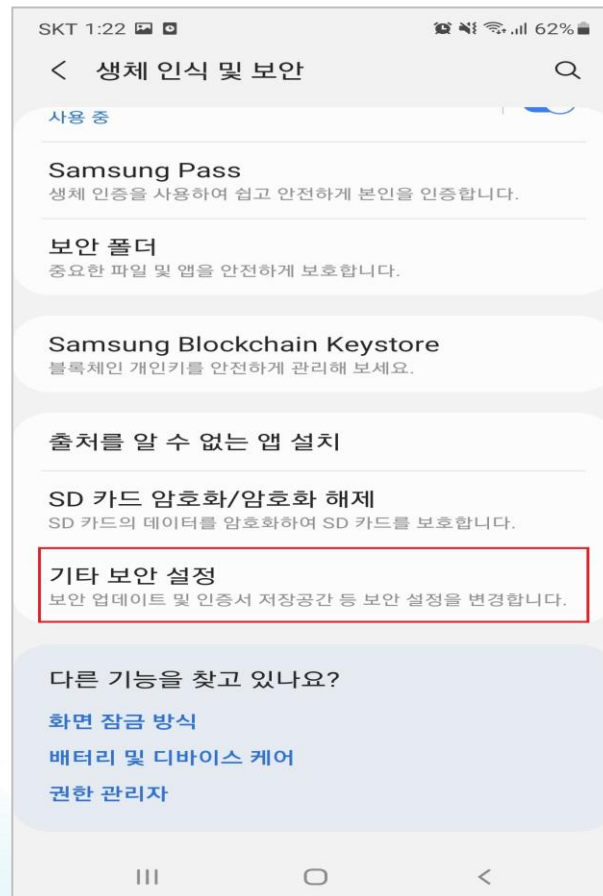 SKT 1:22 62%
생체 인식 및 보안
사용 중
Samsung Pass
생체 인증을 사용하여 쉽고 안전하게 본인을 인증합니다.
보안 폴더
중요한 파일 및 앱을 안전하게 보호합니다.
Samsung Blockchain Keystore
블록체인 개인키를 안전하게 관리해 보세요.
출처를 알 수 없는 앱 설치
SD 카드 암호화/암호화 해제
SD 카드의 데이터를 암호화하여 SD 카드를 보호합니다.
기타 보안 설정
보안 업데이트 및 인증서 저장공간 등 보안 설정을 변경합니다.
다른 기능을 찾고 있나요?
화면 잠금 방식
배터리 및 디바이스 케어
권한 관리자